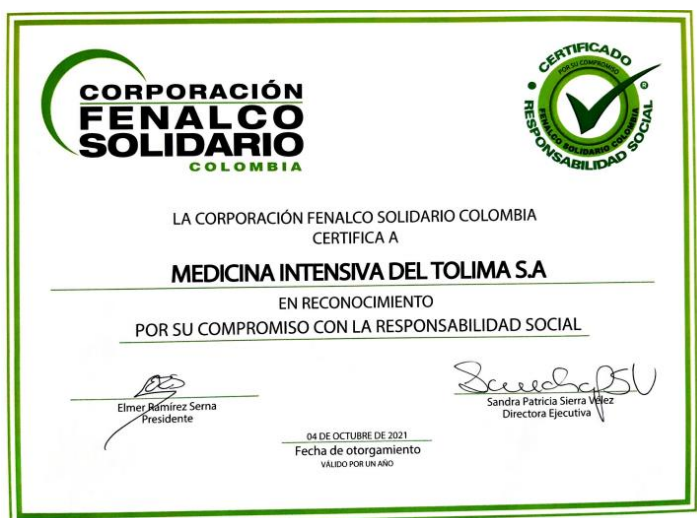 CORPORACIÓN
FENALCO
SOLIDARIO
COLOMBIA
CERTIFICADO
POR SU COMPROMISO
FENALCO SOLIDARIO COLOMBIA
RESPONSABILIDAD SOCIAL
®
LA CORPORACIÓN FENALCO SOLIDARIO COLOMBIA
CERTIFICA A
MEDICINA INTENSIVA DEL TOLIMA S.A
EN RECONOCIMIENTO
POR SU COMPROMISO CON LA RESPONSABILIDAD SOCIAL
Elmer Ramírez Serna
Presidente
Sandra Patricia Sierra Vélez
Directora Ejecutiva
04 DE OCTUBRE DE 2021
Fecha de otorgamiento
VÁLIDO POR UN AÑO